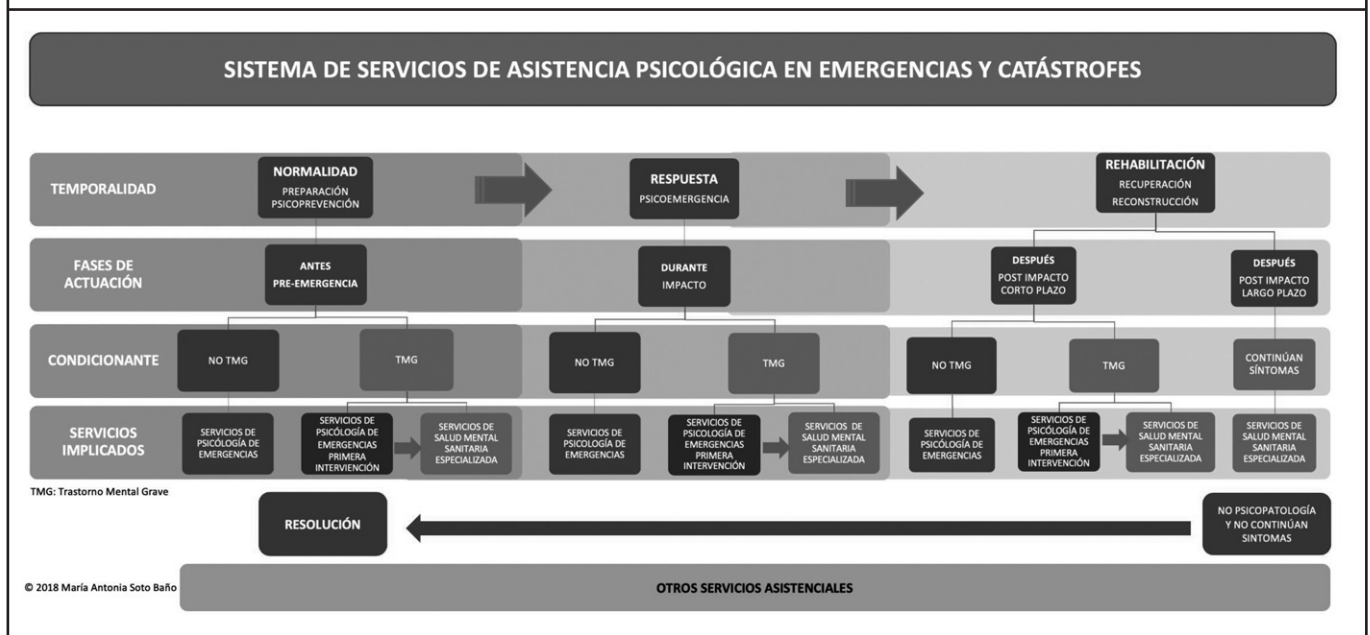 SISTEMA DE SERVICIOS DE ASISTENCIA PSICOLÓGICA EN EMERGENCIAS Y CATÁSTROFES
TEMPORALIDAD
NORMALIDAD
PREPARACIÓN
PSICOPREVENCIÓN
RESPUESTA
PSICOEMERGENCIA
REHABILITACIÓN
RECUPERACIÓN
RECONSTRUCCIÓN
FASES DE
ACTUACIÓN
ANTES
PRE-EMERGENCIA
DURANTE
IMPACTO
DESPUÉS
POST IMPACTO
CORTO PLAZO
DESPUÉS
POST IMPACTO
LARGO PLAZO
CONDICIONANTE
NO TMG
TMG
NO TMG
TMG
NO TMG
TMG
CONTINÚAN
SÍNTOMAS
SERVICIOS
IMPLICADOS
SERVICIOS DE
PSICÓLOGÍA DE
EMERGENCIAS
SERVICIOS DE
PSICÓLOGÍA DE
EMERGENCIAS
PRIMERA
INTERVENCIÓN
SERVICIOS DE
SALUD MENTAL
SANITARIA
ESPECIALIZADA
SERVICIOS DE
PSICOLOGÍA DE
EMERGENCIAS
SERVICIOS DE
PSICOLOGÍA DE
EMERGENCIAS
PRIMERA
INTERVENCIÓN
SERVICIOS DE
SALUD MENTAL
SANITARIA
ESPECIALIZADA
SERVICIOS DE
PSICOLOGÍA DE
EMERGENCIAS
SERVICIOS DE
PSICÓLOGÍA DE
EMERGENCIAS
PRIMERA
INTERVENCIÓN
SERVICIOS DE
SALUD MENTAL
SANITARIA
ESPECIALIZADA
SERVICIOS DE
SALUD MENTAL
SANITARIA
ESPECIALIZADA
TMG: Trastorno Mental Grave
RESOLUCIÓN
NO PSICOPATOLOGÍA
Y NO CONTINÚAN
SINTOMAS
© 2018 María Antonia Soto Baño
OTROS SERVICIOS ASISTENCIALES